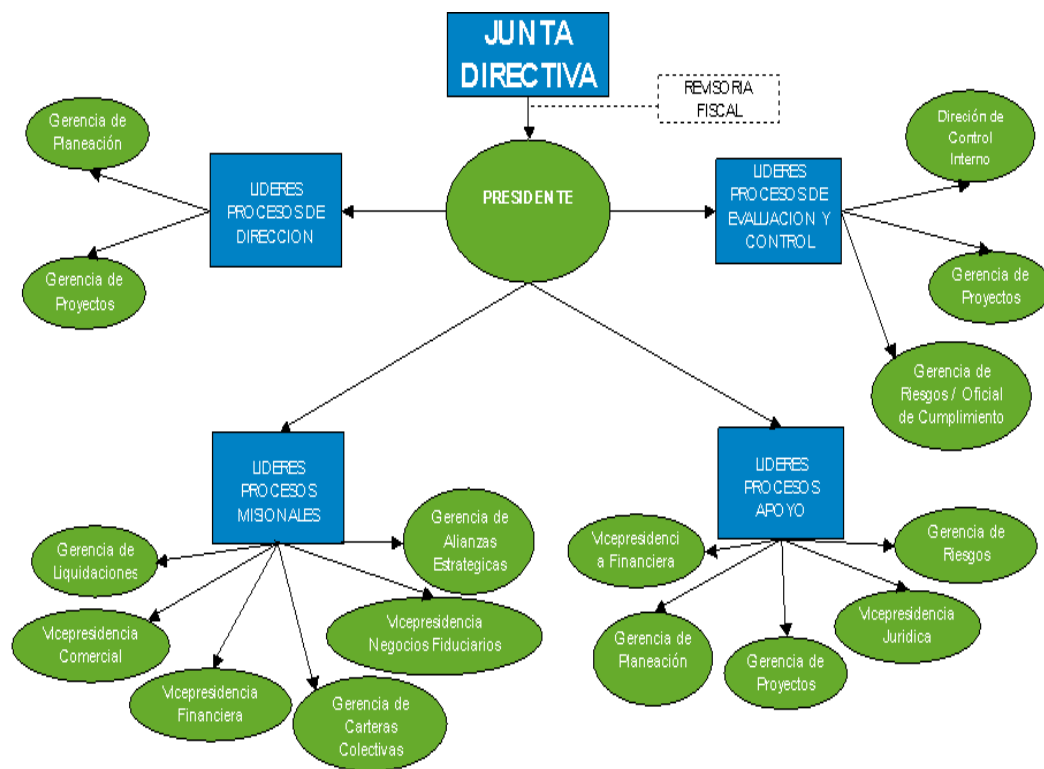 JUNTA
DIRECTIVA
REVISORIA
FISCAL
Gerencia de
Planeación
LIDERES
PROCESOS DE
DIRECCION
Gerencia de
Proyectos
PRESIDENTE
LIDERES
PROCESOS DE
EVALUACION Y
CONTROL
Direción de
Control
Interno
Gerencia de
Proyectos
Gerencia de
Riesgos / Oficial
de Cumplimiento
LIDERES
PROCESOS
MISIONALES
Gerencia de
Liquidaciones
Vicepresidencia
Comercial
Vicepresidencia
Financiera
Gerencia de
Carteras
Colectivas
Vicepresidencia
Negocios Fiduciarios
Gerencia de
Alianzas
Estrategicas
LIDERES
PROCESOS
APOYO
Vicepresidenci
a Financiera
Gerencia de
Planeación
Gerencia de
Proyectos
Vicepresidencia
Juridica
Gerencia de
Riesgos